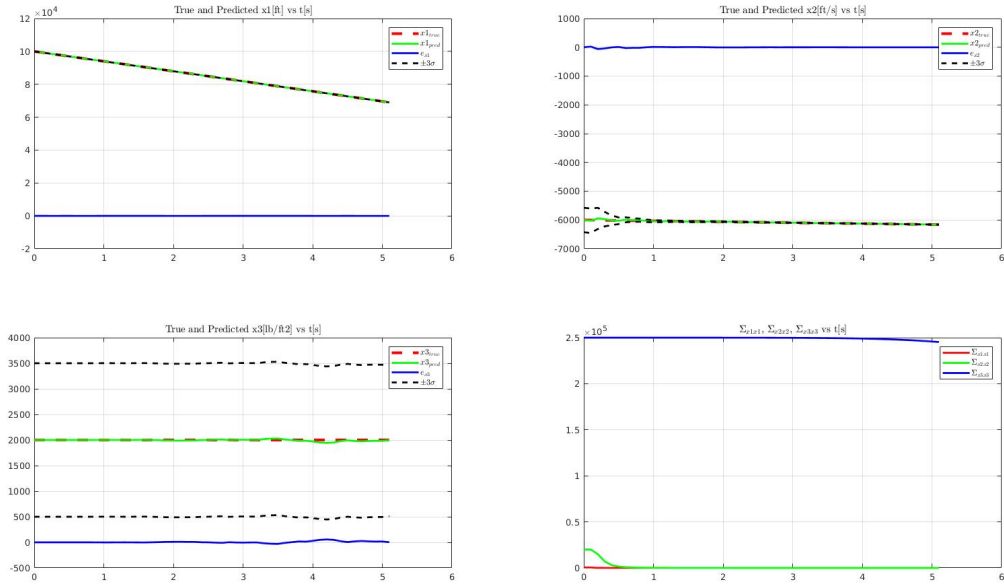 True and Predicted x1[ft] vs t[s]
×10⁴
12
10
8
6
4
2
0
-2
0 1 2 3 4 5 6
x1true
x1pred
ex1
±3σ
True and Predicted x2[ft/s] vs t[s]
1000
0
-1000
-2000
-3000
-4000
-5000
-6000
-7000
0 1 2 3 4 5 6
x2true
x2pred
ex2
±3σ
True and Predicted x3[lb/ft2] vs t[s]
4000
3500
3000
2500
2000
1500
1000
500
0
-500
0 1 2 3 4 5 6
x3true
x3pred
ex3
±3σ
Σx1x1, Σx2x2, Σx3x3 vs t[s]
×10⁵
2.5
2
1.5
1
0.5
0
0 1 2 3 4 5 6
Σx1x1
Σx2x2
Σx3x3